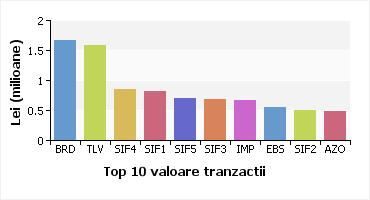 Lei (milioane)
2
1.5
1
0.5
0
BRD TLV SIF4 SIF1 SIF5 SIF3 IMP EBS SIF2 AZO
Top 10 valoare tranzactii